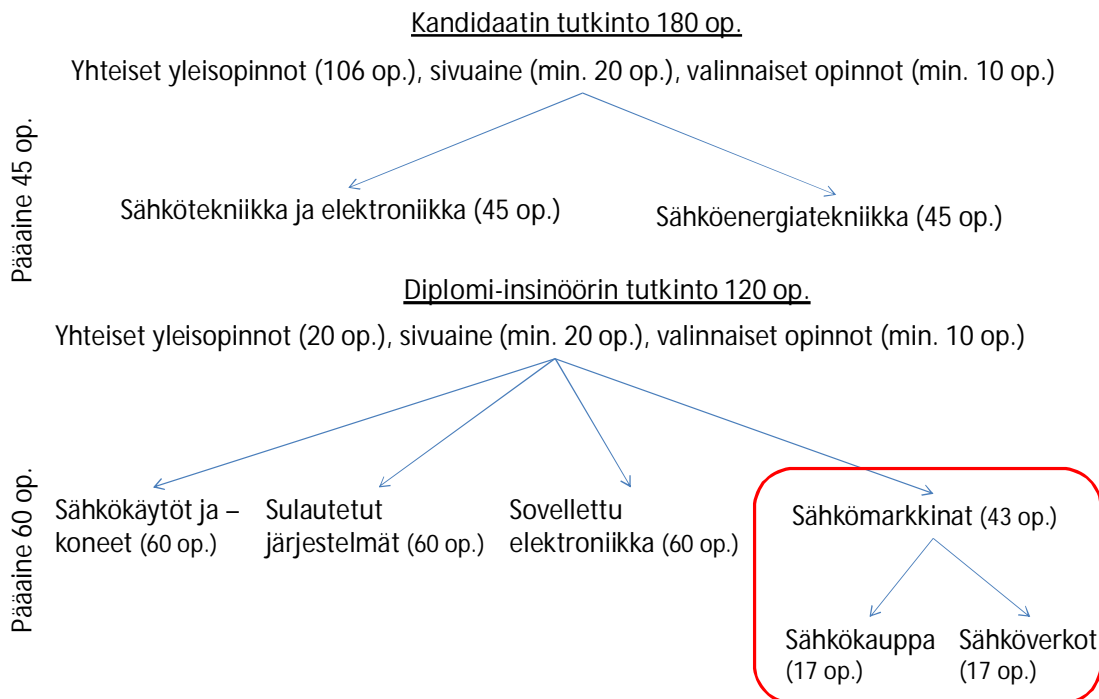 Kandidaatin tutkinto 180 op.
Yhteiset yleisopinnot (106 op.), sivuaine (min. 20 op.), valinnaiset opinnot (min. 10 op.)
Pääaine 45 op.
Sähkötekniikka ja elektroniikka (45 op.)
Sähköenergiatekniikka (45 op.)
Diplomi-insinöörin tutkinto 120 op.
Yhteiset yleisopinnot (20 op.), sivuaine (min. 20 op.), valinnaiset opinnot (min. 10 op.)
Pääaine 60 op.
Sähkökäytöt ja –
koneet (60 op.)
Sulautetut
järjestelmät (60 op.)
Sovellettu
elektroniikka (60 op.)
Sähkömarkkinat (43 op.)
Sähkökauppa
(17 op.)
Sähköverkot
(17 op.)